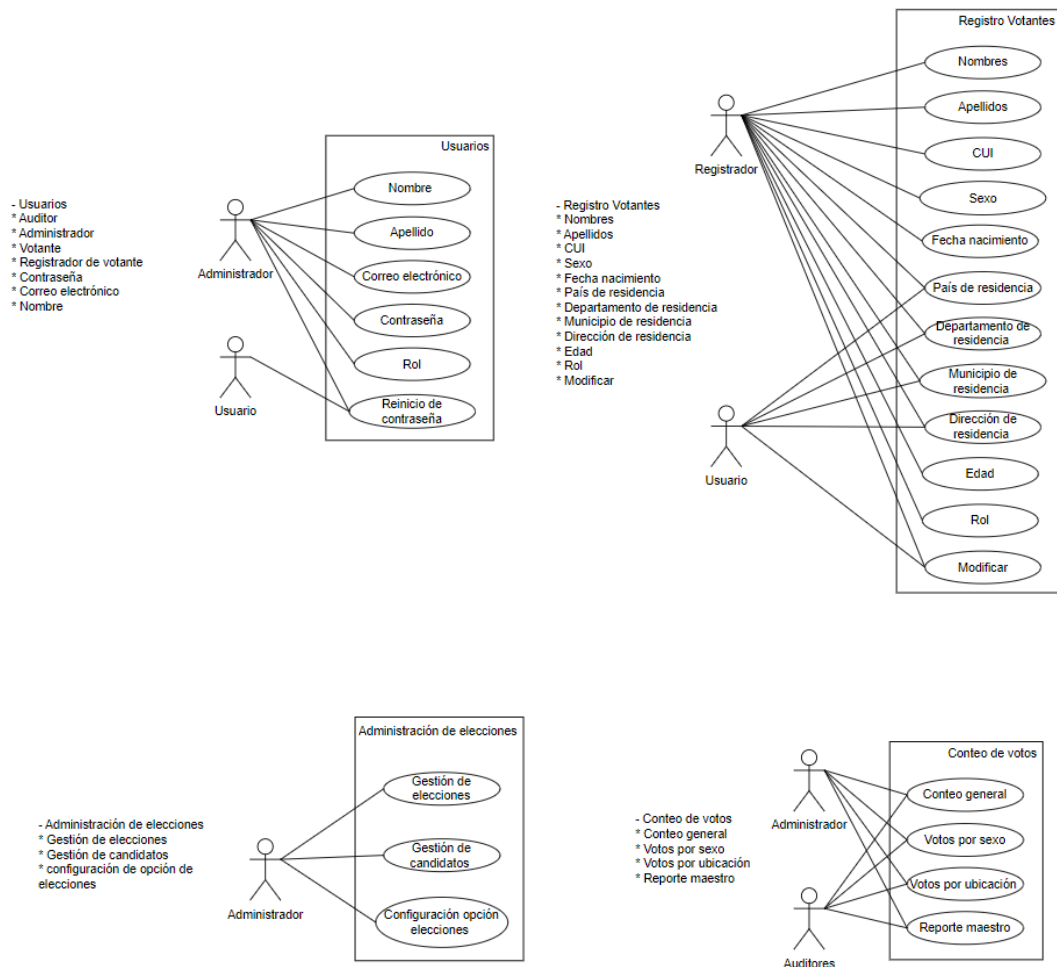 Usuarios
Nombre
Apellido
Correo electrónico
Contraseña
Rol
Reinicio de
contraseña
Administrador
Usuario
- Usuarios
* Auditor
* Administrador
* Votante
* Registrador de votante
* Contraseña
* Correo electrónico
* Nombre
Registro Votantes
Nombres
Apellidos
CUI
Sexo
Fecha nacimiento
País de residencia
Departamento de
residencia
Municipio de
residencia
Dirección de
residencia
Edad
Rol
Modificar
Registrador
Usuario
- Registro Votantes
* Nombres
* Apellidos
* CUI
* Sexo
* Fecha nacimiento
* País de residencia
* Departamento de residencia
* Municipio de residencia
* Dirección de residencia
* Edad
* Rol
* Modificar
Administración de elecciones
Gestión de
elecciones
Gestión de
candidatos
Configuración opción
elecciones
Administrador
- Administración de elecciones
* Gestión de elecciones
* Gestión de candidatos
* configuración de opción de
elecciones
Conteo de votos
Conteo general
Votos por sexo
Votos por ubicación
Reporte maestro
Administrador
Auditores
- Conteo de votos
* Conteo general
* Votos por sexo
* Votos por ubicación
* Reporte maestro